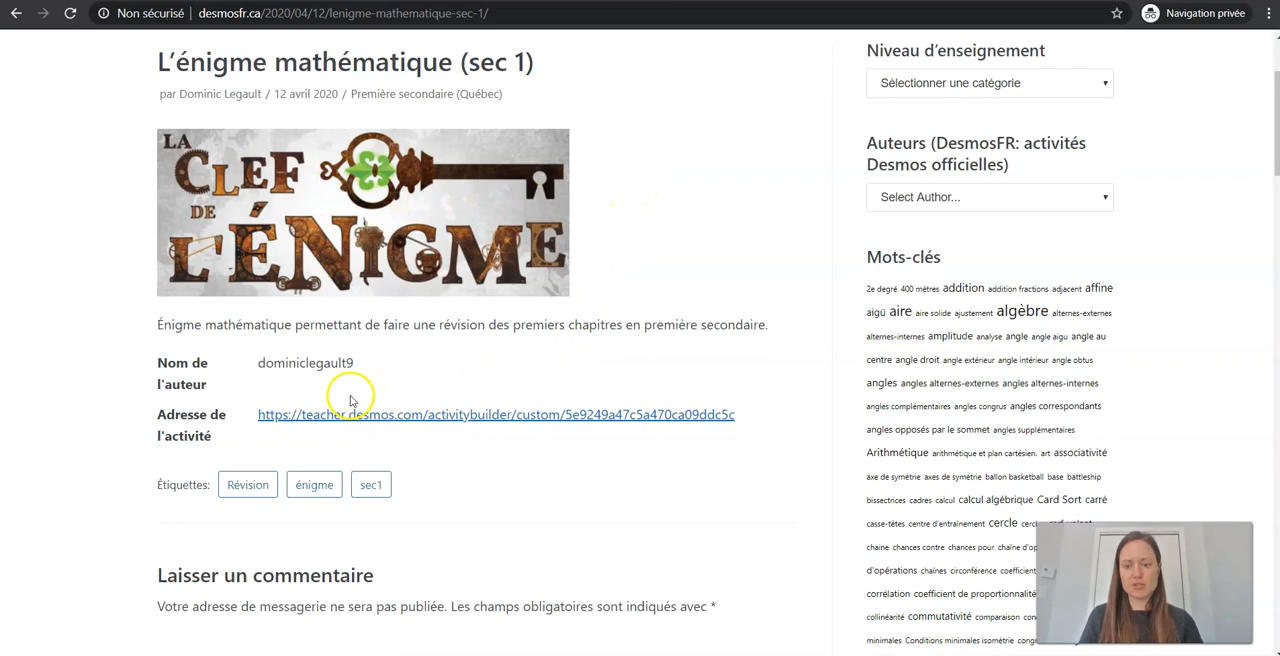 Non sécurisé
desmosfr.ca/2020/04/12/lenigme-mathematique-sec-1/
Navigation privée
L'énigme mathématique (sec 1)
par Dominic Legault / 12 avril 2020 / Première secondaire (Québec)
LA
CLEF
DE
L'ÉNIGME
Énigme mathématique permettant de faire une révision des premiers chapitres en première secondaire.
Nom de
l'auteur
dominiclegault9
Adresse de
l'activité
https://teacher.desmos.com/activitybuilder/custom/5e9249a47c5a470ca09ddc5c
Étiquettes:
Révision
énigme
sec1
Laisser un commentaire
Votre adresse de messagerie ne sera pas publiée. Les champs obligatoires sont indiqués avec *
Niveau d'enseignement
Sélectionner une catégorie
Auteurs (DesmosFR: activités
Desmos officielles)
Select Author...
Mots-clés
2e degré 400 mètres addition addition fractions adjacent affine
aigü aire aire solide ajustement algèbre alternes-externes
alternes-internes amplitude analyse angle angle aigu angle au
centre angle droit angle extérieur angle intérieur angle obtus
angles angles alternes-externes angles alternes-internes
angles complémentaires angles congrus angles correspondants
angles opposés par le sommet angles supplémentaires
Arithmétique arithmétique et plan cartésien. art associativité
axe de symétrie axes de symétrie ballon basketball base battleship
bissectrices cadres calcul calcul algébrique Card Sort carré
casse-têtes centre d'entraînement cercle
chaine chances contre chances pour
d'opérations chaînes circonférence coefficient
corrélation coefficient de proportionnalité
collinéarité commutativité comparaison
minimales Conditions minimales isométrie